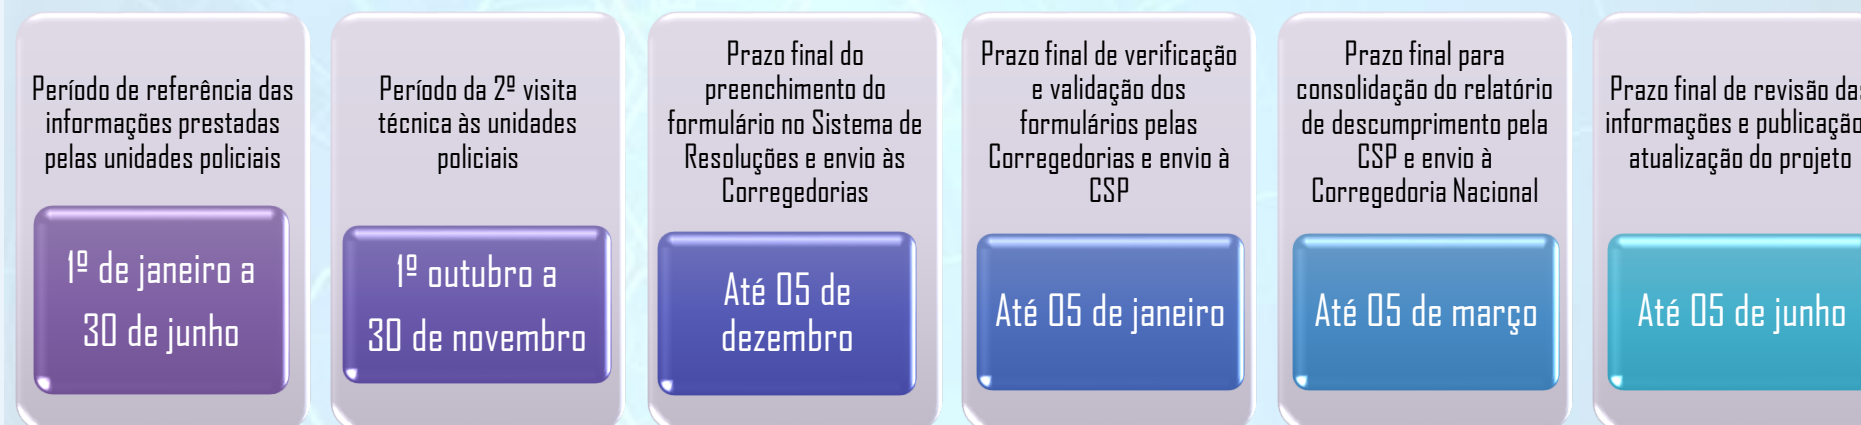 Período de referência das
informações prestadas
pelas unidades policiais
1º de janeiro a
30 de junho
Período da 2º visita
técnica às unidades
policiais
1º outubro a
30 de novembro
Prazo final do
preenchimento do
formulário no Sistema de
Resoluções e envio às
Corregedorias
Até 05 de
dezembro
Prazo final de verificação
e validação dos
formulários pelas
Corregedorias e envio à
CSP
Até 05 de janeiro
Prazo final para
consolidação do relatório
de descumprimento pela
CSP e envio à
Corregedoria Nacional
Até 05 de março
Prazo final de revisão das
informações e publicação
atualização do projeto
Até 05 de junho